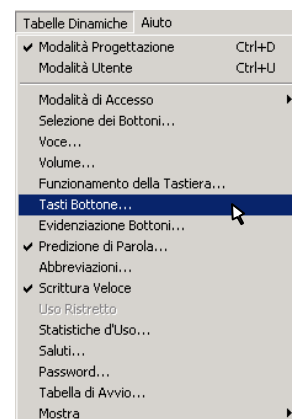 Tabelle Dinamiche Aiuto
Modalità Progettazione Ctrl+D
Modalità Utente Ctrl+U
Modalità di Accesso
Selezione dei Bottoni...
Voce...
Volume...
Funzionamento della Tastiera...
Tasti Bottone...
Evidenziazione Bottoni...
Predizione di Parola...
Abbreviazioni...
Scrittura Veloce
Uso Ristretto
Statistiche d'Uso...
Saluti...
Password...
Tabella di Avvio...
Mostra